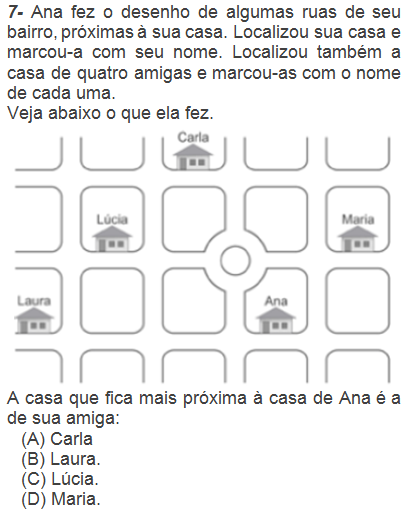 7- Ana fez o desenho de algumas ruas de seu
bairro, próximas à sua casa. Localizou sua casa e
marcou-a com seu nome. Localizou também a
casa de quatro amigas e marcou-as com o nome
de cada uma.
Veja abaixo o que ela fez.
Carla
Lúcia
Maria
Laura
Ana
A casa que fica mais próxima à casa de Ana é a
de sua amiga:
(A) Carla
(B) Laura.
(C) Lúcia.
(D) Maria.